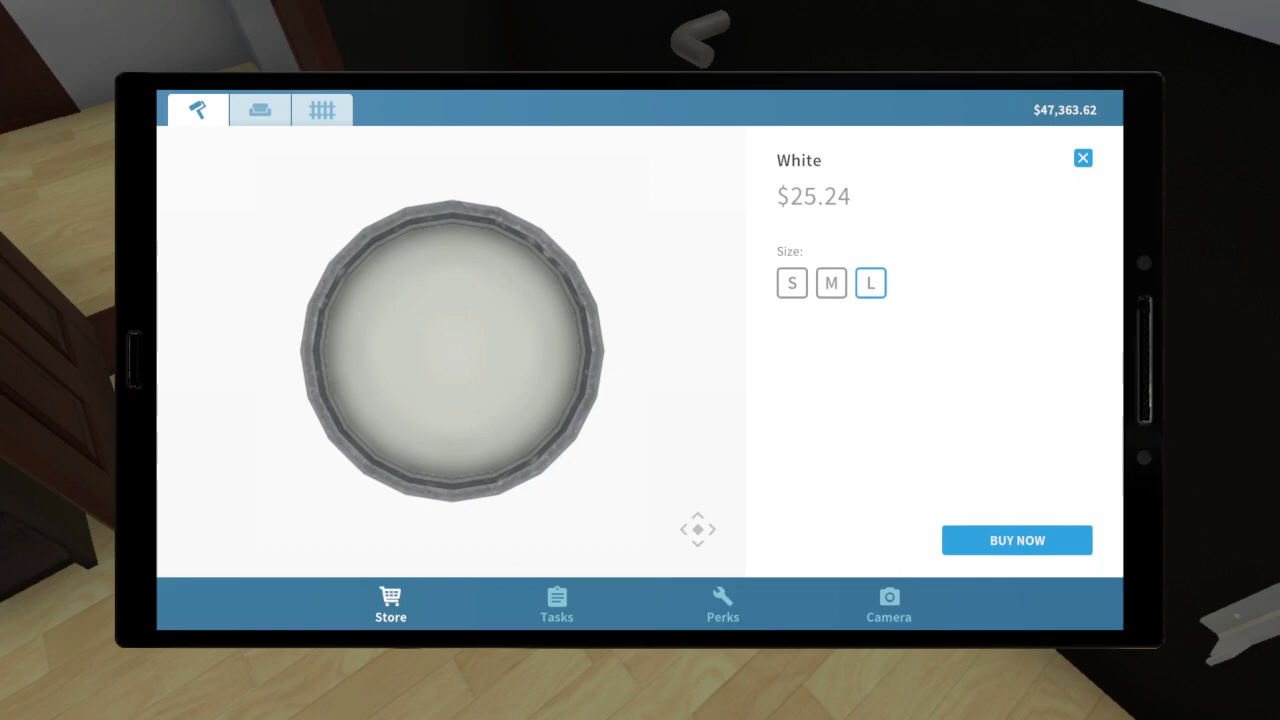 $47,363.62
White
$25.24
Size:
S M L
BUY NOW
Store Tasks Perks Camera